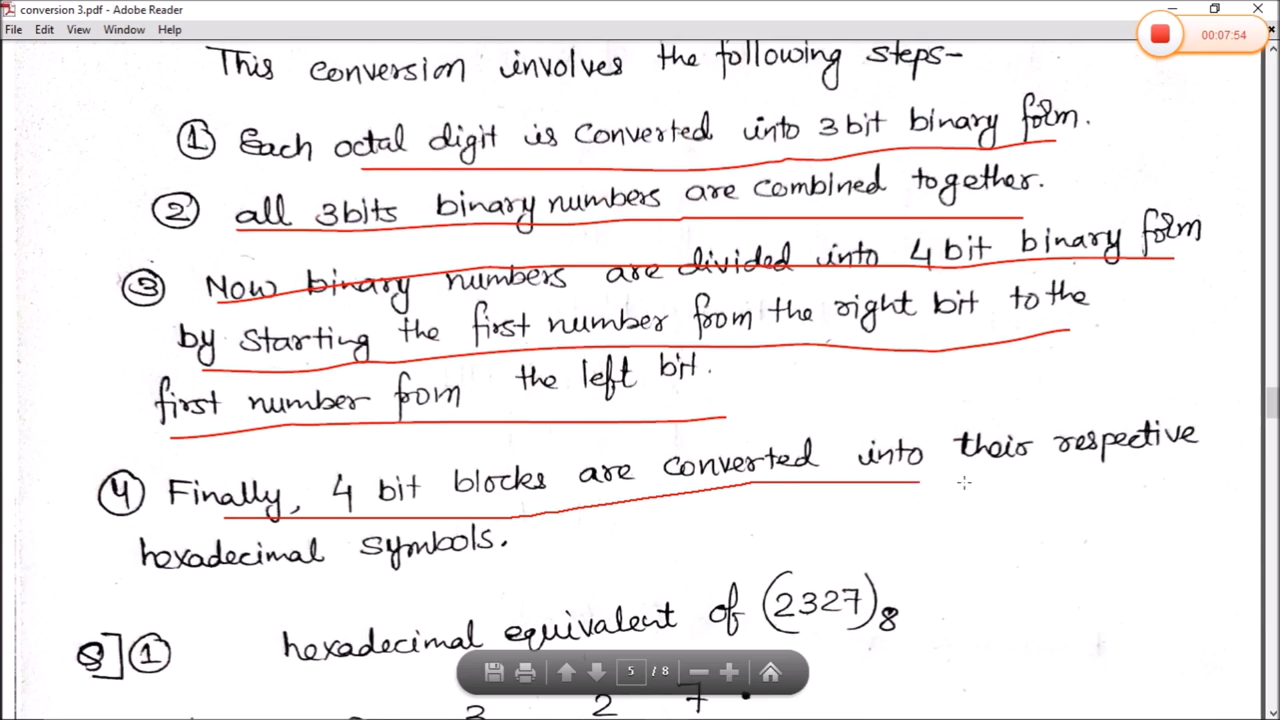 conversion 3.pdf - Adobe Reader
File Edit View Window Help
00:07:54
This conversion involves the following steps-
① Each octal digit is converted into 3 bit binary form.
② all 3bits binary numbers are combined together.
③ Now binary numbers are divided into 4 bit binary form
by starting the first number from the right bit to the
first number from the left bit.
④ Finally, 4 bit blocks are converted into their respective
hexadecimal symbols.
8] ① hexadecimal equivalent of (2327)8
5 / 8
3 2 7